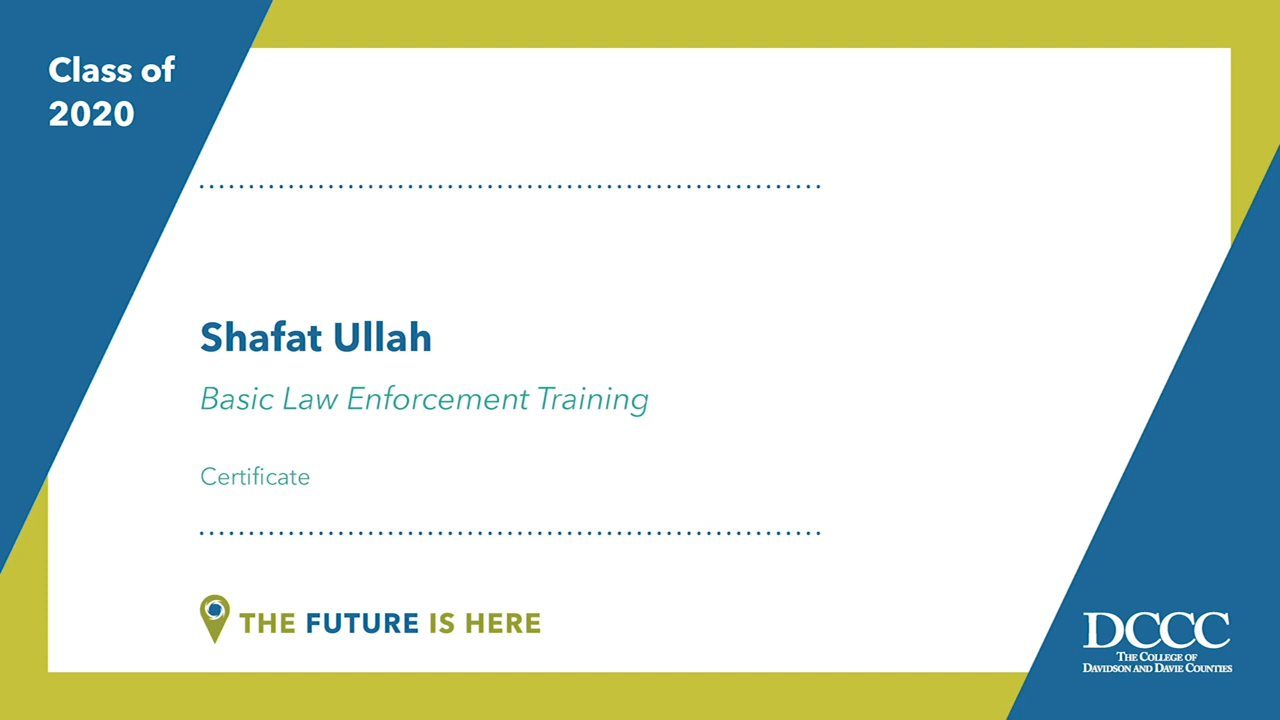 Class of
2020
Shafat Ullah
Basic Law Enforcement Training
Certificate
THE FUTURE IS HERE
DCCC
THE COLLEGE OF
DAVIDSON AND DAVIE COUNTIES